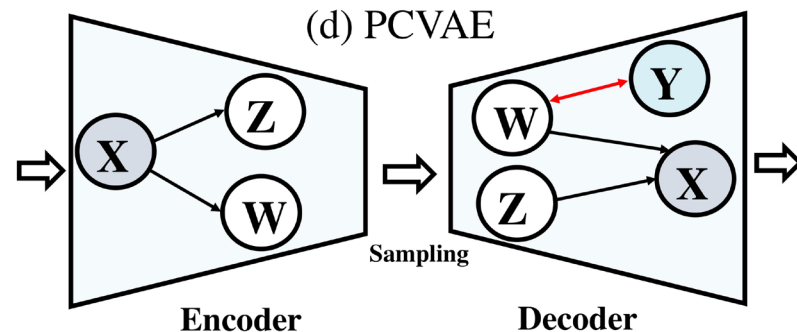 (d) PCVAE
X
Z
W
Sampling
W
Y
Z
X
Encoder
Decoder